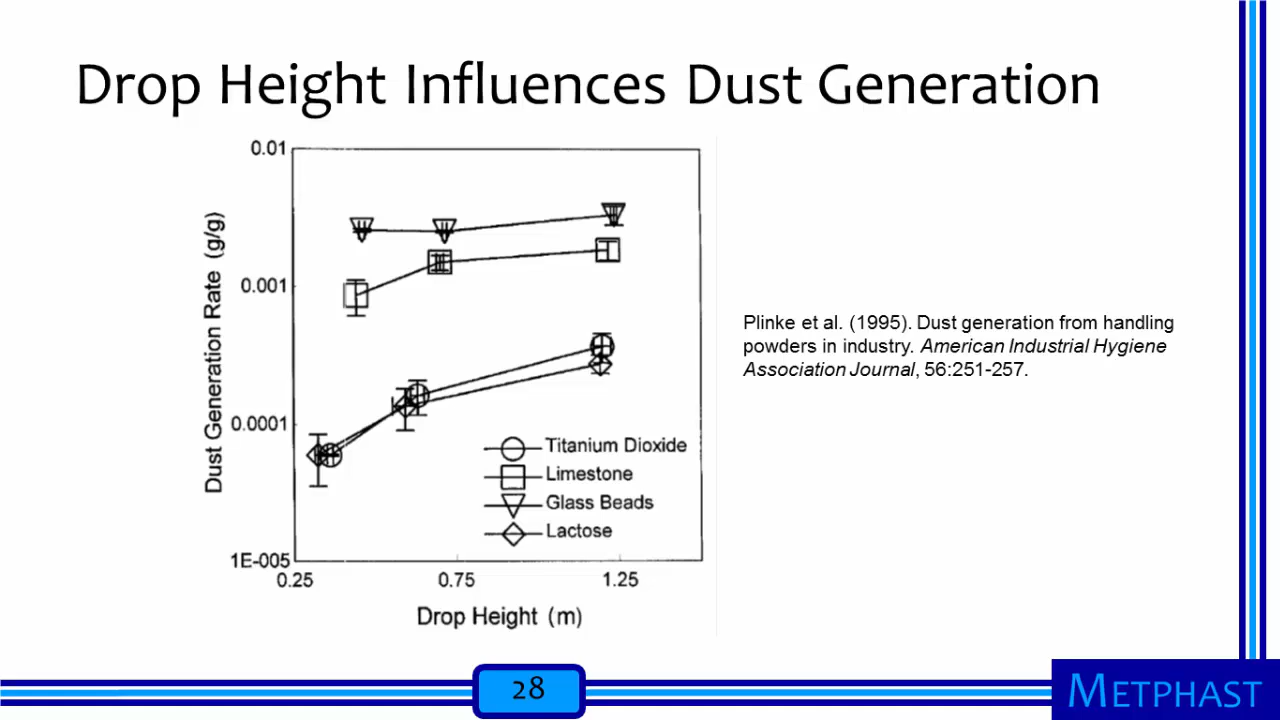 Drop Height Influences Dust Generation
0.01
0.001
0.0001
1E-005
Dust Generation Rate (g/g)
0.25
0.75
1.25
Drop Height (m)
Titanium Dioxide
Limestone
Glass Beads
Lactose
Plinke et al. (1995). Dust generation from handling
powders in industry. American Industrial Hygiene
Association Journal, 56:251-257.
28
METPHAST